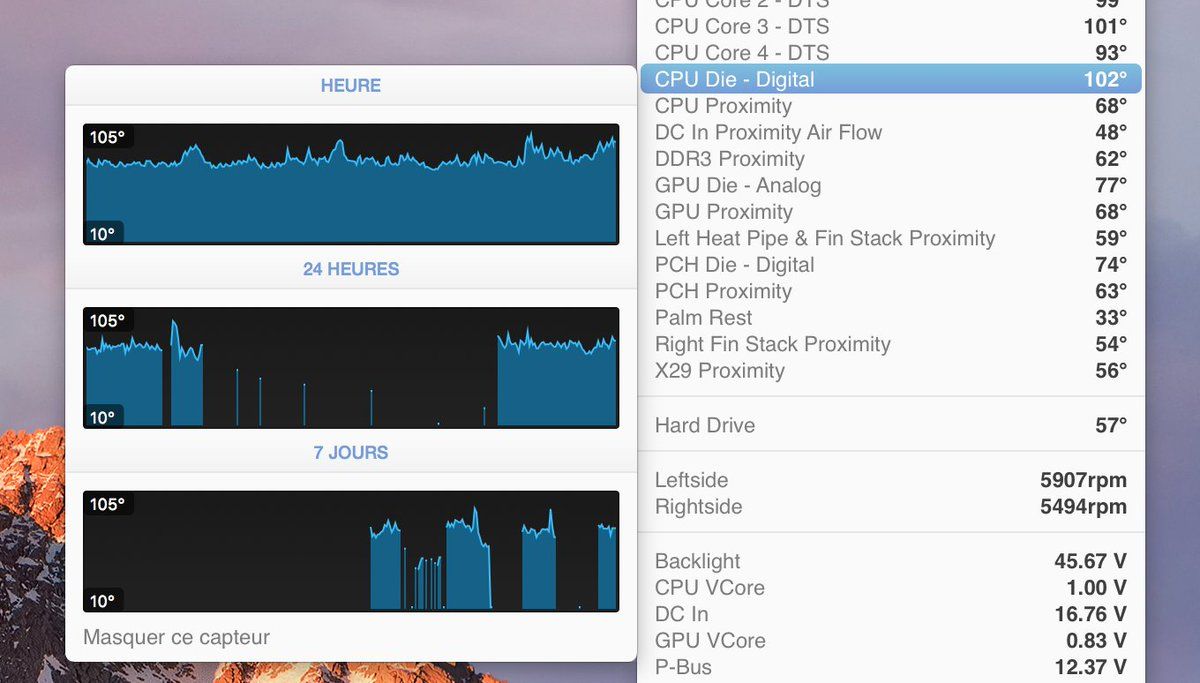 HEURE
105°
10°
24 HEURES
105°
10°
7 JOURS
105°
10°
Masquer ce capteur
CPU Core 2 - DTS 99°
CPU Core 3 - DTS 101°
CPU Core 4 - DTS 93°
CPU Die - Digital 102°
CPU Proximity 68°
DC In Proximity Air Flow 48°
DDR3 Proximity 62°
GPU Die - Analog 77°
GPU Proximity 68°
Left Heat Pipe & Fin Stack Proximity 59°
PCH Die - Digital 74°
PCH Proximity 63°
Palm Rest 33°
Right Fin Stack Proximity 54°
X29 Proximity 56°
Hard Drive 57°
Leftside 5907rpm
Rightside 5494rpm
Backlight 45.67 V
CPU VCore 1.00 V
DC In 16.76 V
GPU VCore 0.83 V
P-Bus 12.37 V